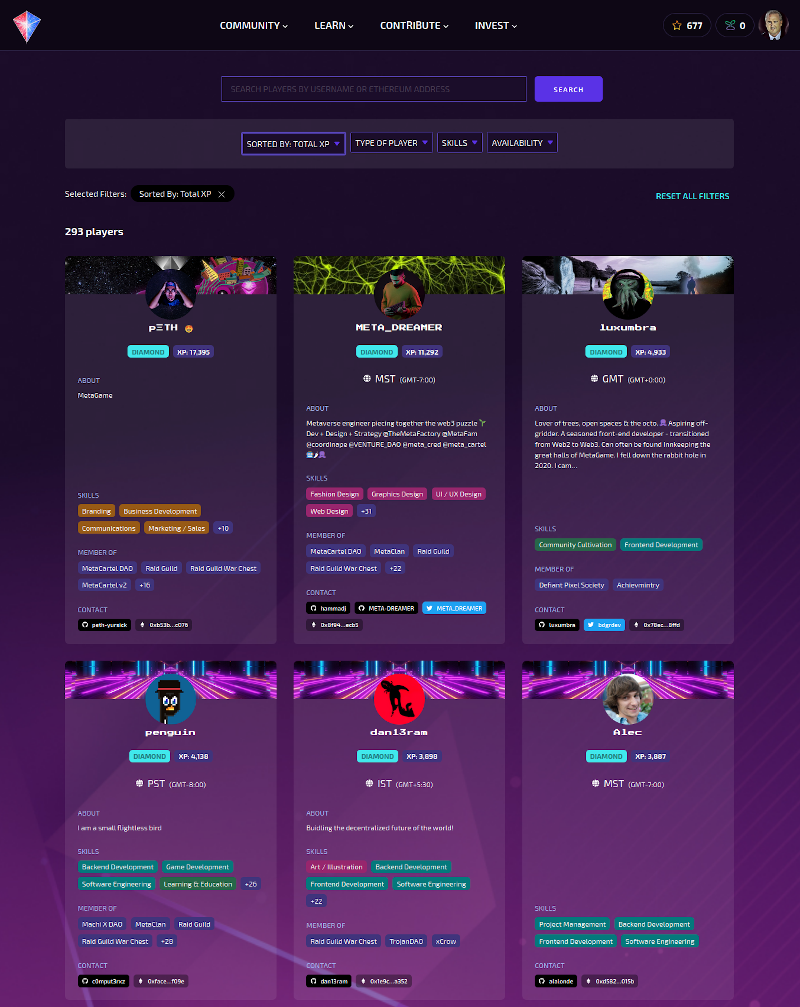 COMMUNITY LEARN CONTRIBUTE INVEST 677 0
SEARCH PLAYERS BY USERNAME OR ETHEREUM ADDRESS SEARCH
SORTED BY: TOTAL XP TYPE OF PLAYER SKILLS AVAILABILITY
Selected Filters: Sorted By: Total XP RESET ALL FILTERS
293 players
pΞTH
DIAMOND XP: 17,395
ABOUT
MetaGame
SKILLS
Branding Business Development
Communications Marketing / Sales +10
MEMBER OF
MetaCartel DAO Raid Guild Raid Guild War Chest
MetaCartel v2 +16
CONTACT
peth-yursick 0xb53b...c076
META_DREAMER
DIAMOND XP: 11,292
MST (GMT-7:00)
ABOUT
Metaverse engineer piecing together the web3 puzzle
Dev + Design + Strategy @TheMetaFactory @MetaFam
@coordinape @VENTURE_DAO @meta_cred @meta_cartel
SKILLS
Fashion Design Graphics Design UI / UX Design
Web Design +31
MEMBER OF
MetaCartel DAO MetaClan Raid Guild
Raid Guild War Chest +22
CONTACT
hammadj META-DREAMER META_DREAMER
0x8f94...ecb5
luxumbra
DIAMOND XP: 4,933
GMT (GMT+0:00)
ABOUT
Lover of trees, open spaces & the octo. Aspiring off-
gridder. A seasoned front-end developer - transitioned
from Web2 to Web3. Can often be found Innkeeping the
great halls of MetaGame. I fell down the rabbit hole in
2020. I cam...
SKILLS
Community Cultivation Frontend Development
MEMBER OF
Defiant Pixel Society Achievmintry
CONTACT
luxumbra bdgrdev 0x78ec...8ffd
penguin
DIAMOND XP: 4,138
PST (GMT-8:00)
ABOUT
I am a small flightless bird
SKILLS
Backend Development Game Development
Software Engineering Learning & Education +26
MEMBER OF
Machi X DAO MetaClan Raid Guild
Raid Guild War Chest +28
CONTACT
c0mput3rxz 0xface...f09e
dan13ram
DIAMOND XP: 3,898
IST (GMT+5:30)
ABOUT
Buidling the decentralized future of the world!
SKILLS
Art / Illustration Backend Development
Frontend Development Software Engineering
+22
MEMBER OF
Raid Guild War Chest TrojanDAO xCrow
CONTACT
dan13ram 0x1e9c...a352
Alec
DIAMOND XP: 3,887
MST (GMT-7:00)
SKILLS
Project Management Backend Development
Frontend Development Software Engineering
CONTACT
alalonde 0xd582...015b